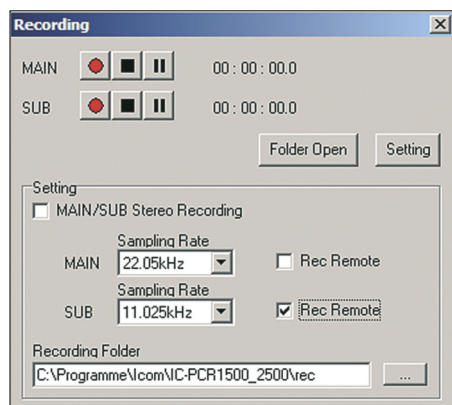 Recording
MAIN 00 : 00 : 00.0
SUB 00 : 00 : 00.0
Folder Open Setting
Setting
MAIN/SUB Stereo Recording
Sampling Rate
MAIN 22.05kHz Rec Remote
Sampling Rate
SUB 11.025kHz Rec Remote
Recording Folder
C:\Programme\Icom\IC-PCR1500_2500\rec ...